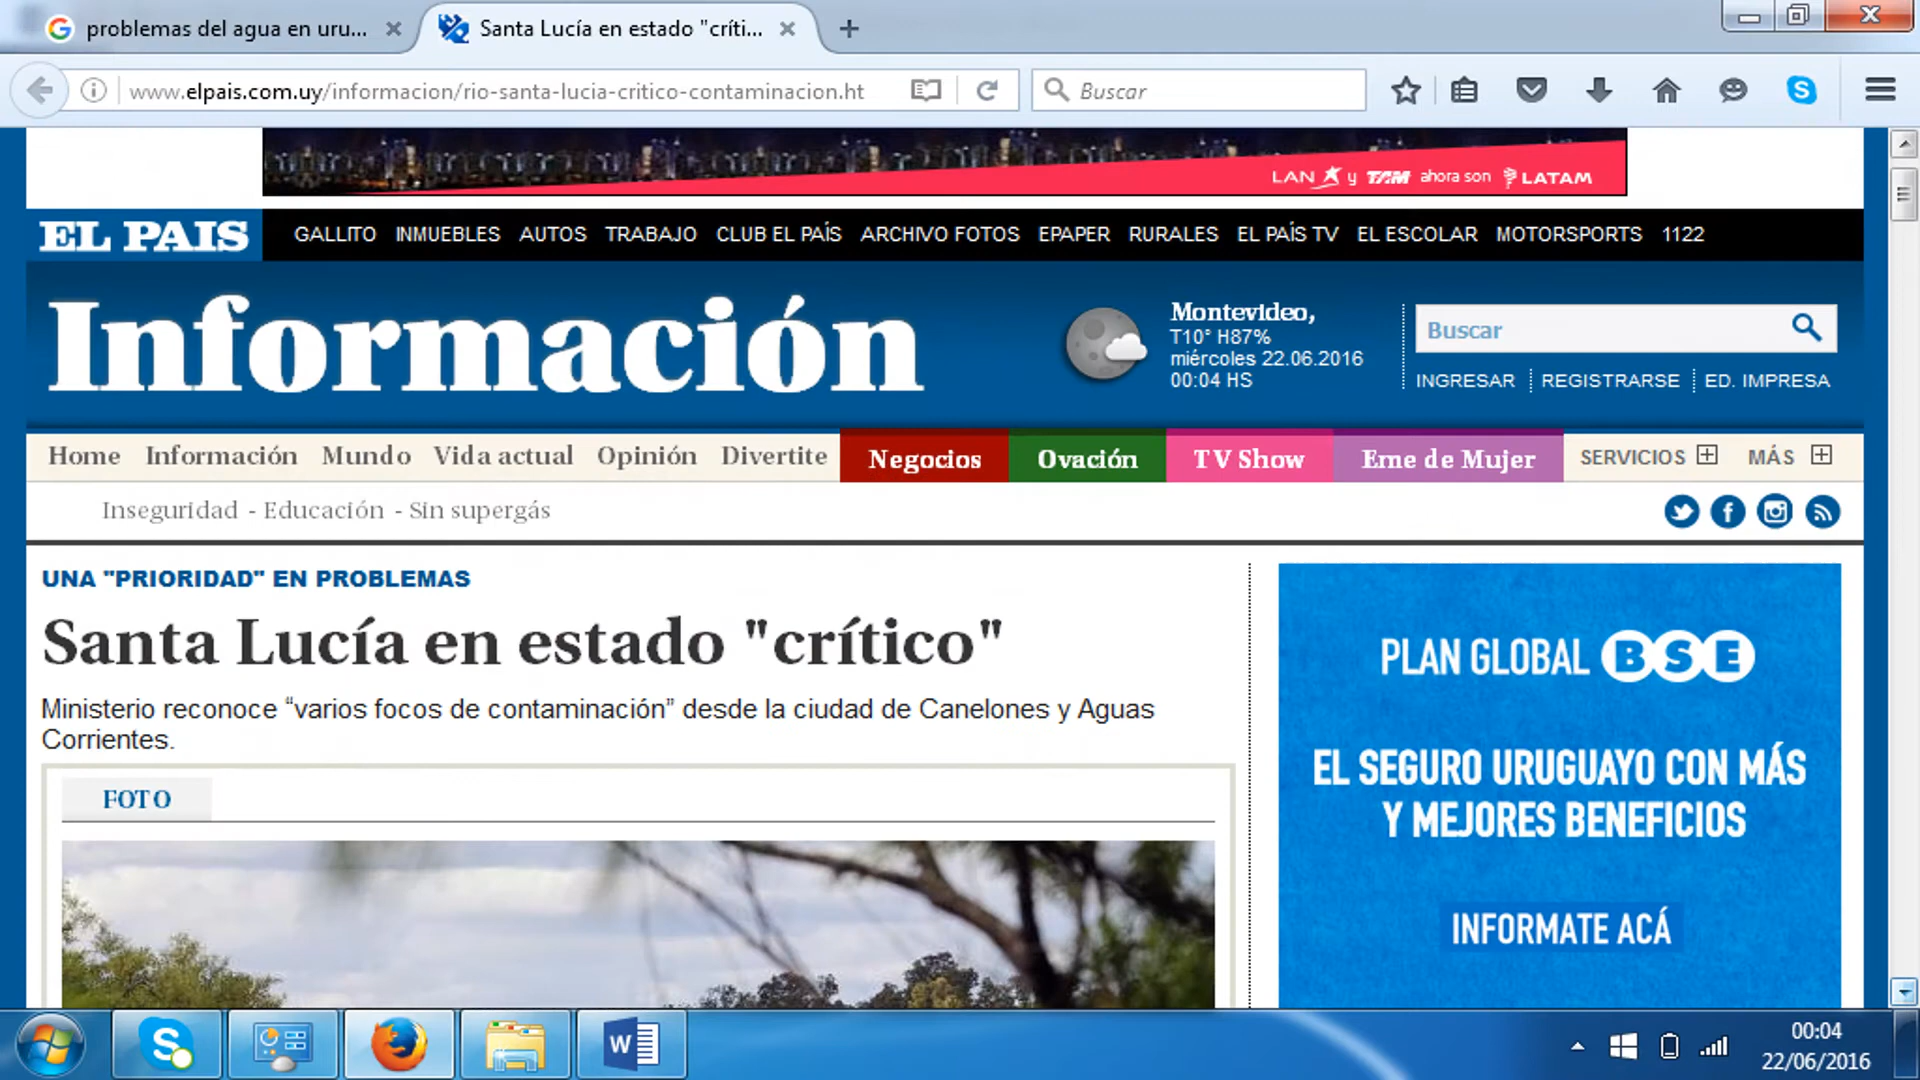 problemas del agua en uru...
Santa Lucía en estado "críti...
www.elpais.com.uy/informacion/rio-santa-lucia-critico-contaminacion.ht
Buscar
LAN y TAM ahora son LATAM
EL PAIS
GALLITO INMUEBLES AUTOS TRABAJO CLUB EL PAÍS ARCHIVO FOTOS EPAPER RURALES EL PAÍS TV EL ESCOLAR MOTORSPORTS 1122
Información
Montevideo,
T10° H87%
miércoles 22.06.2016
00:04 HS
Buscar
INGRESAR REGISTRARSE ED. IMPRESA
Home Información Mundo Vida actual Opinión Divertite Negocios Ovación TV Show Eme de Mujer SERVICIOS MÁS
Inseguridad - Educación - Sin supergás
UNA "PRIORIDAD" EN PROBLEMAS
Santa Lucía en estado "crítico"
Ministerio reconoce “varios focos de contaminación” desde la ciudad de Canelones y Aguas
Corrientes.
FOTO
PLAN GLOBAL BSE
EL SEGURO URUGUAYO CON MÁS
Y MEJORES BENEFICIOS
INFORMATE ACÁ
00:04
22/06/2016